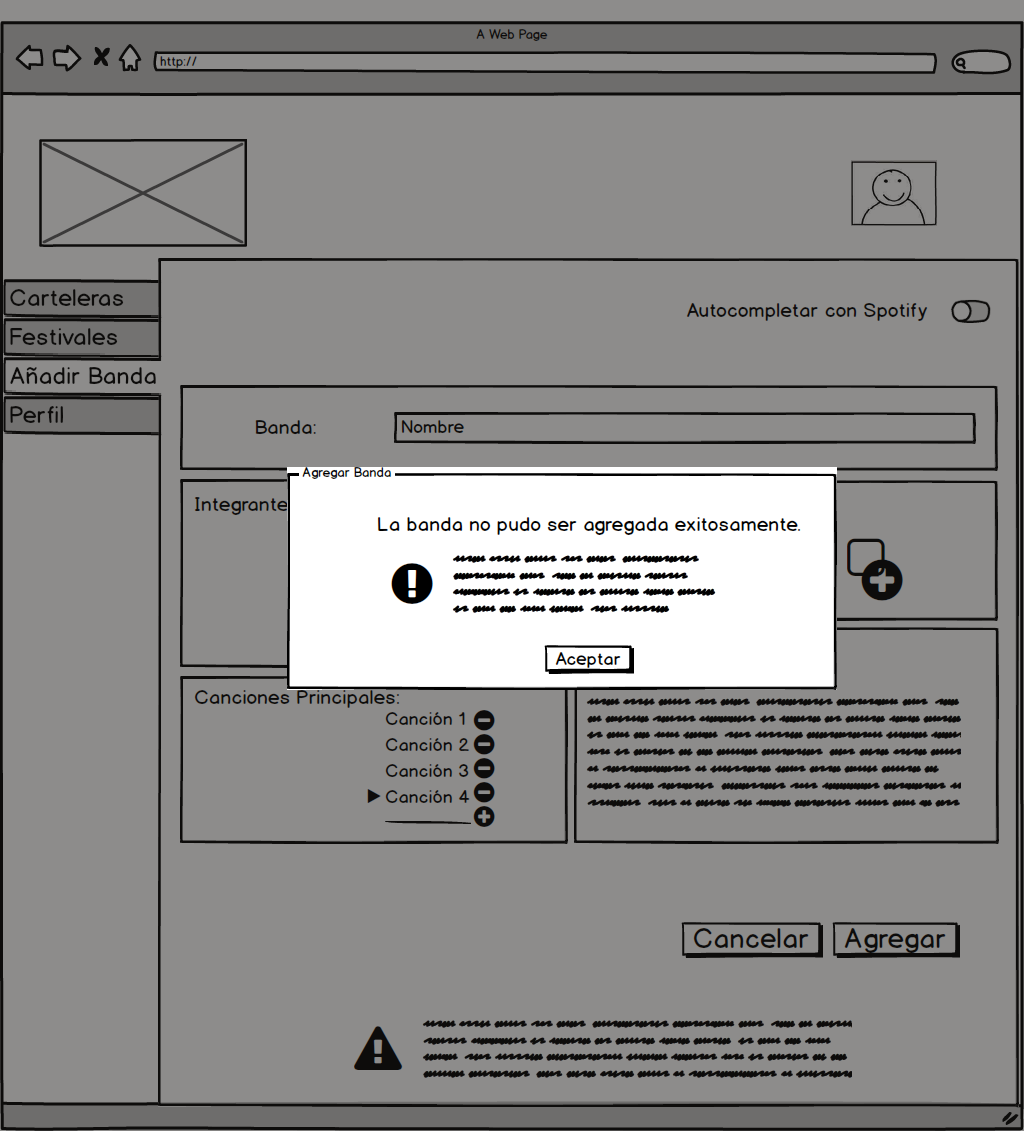 A Web Page
http://
Carteleras
Festivales
Añadir Banda
Perfil
Autocompletar con Spotify
Banda:
Nombre
Integrante
Agregar Banda
La banda no pudo ser agregada exitosamente.
Aceptar
Canciones Principales:
Canción 1
Canción 2
Canción 3
Canción 4
Cancelar
Agregar